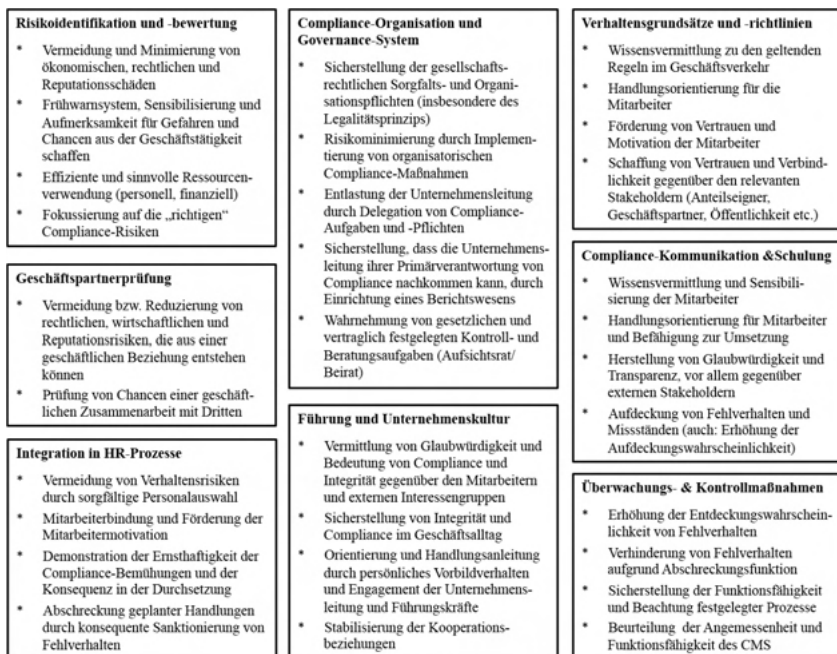 Risikoidentifikation und -bewertung
* Vermeidung und Minimierung von
ökonomischen, rechtlichen und
Reputationsschäden
* Frühwarnsystem, Sensibilisierung und
Aufmerksamkeit für Gefahren und
Chancen aus der Geschäftstätigkeit
schaffen
* Effiziente und sinnvolle Ressourcen-
verwendung (personell, finanziell)
* Fokussierung auf die „richtigen“
Compliance-Risiken
Geschäftspartnerprüfung
* Vermeidung bzw. Reduzierung von
rechtlichen, wirtschaftlichen und
Reputationsrisiken, die aus einer
geschäftlichen Beziehung entstehen
können
* Prüfung von Chancen einer geschäft-
lichen Zusammenarbeit mit Dritten
Integration in HR-Prozesse
* Vermeidung von Verhaltensrisiken
durch sorgfältige Personalauswahl
* Mitarbeiterbindung und Förderung der
Mitarbeitermotivation
* Demonstration der Ernsthaftigkeit der
Compliance-Bemühungen und der
Konsequenz in der Durchsetzung
* Abschreckung geplanter Handlungen
durch konsequente Sanktionierung von
Fehlverhalten
Compliance-Organisation und
Governance-System
* Sicherstellung der gesellschafts-
rechtlichen Sorgfalts- und Organi-
sationspflichten (insbesondere des
Legalitätsprinzips)
* Risikominimierung durch Implemen-
tierung von organisatorischen
Compliance-Maßnahmen
* Entlastung der Unternehmensleitung
durch Delegation von Compliance-
Aufgaben und -Pflichten
* Sicherstellung, dass die Unternehmens-
leitung ihrer Primärverantwortung von
Compliance nachkommen kann, durch
Einrichtung eines Berichtswesens
* Wahrnehmung von gesetzlichen und
vertraglich festgelegten Kontroll- und
Beratungsaufgaben (Aufsichtsrat/
Beirat)
Führung und Unternehmenskultur
* Vermittlung von Glaubwürdigkeit und
Bedeutung von Compliance und
Integrität gegenüber den Mitarbeitern
und externen Interessengruppen
* Sicherstellung von Integrität und
Compliance im Geschäftsalltag
* Orientierung und Handlungsanleitung
durch persönliches Vorbildverhalten
und Engagement der Unternehmens-
leitung und Führungskräfte
* Stabilisierung der Kooperations-
beziehungen
Verhaltensgrundsätze und -richtlinien
* Wissensvermittlung zu den geltenden
Regeln im Geschäftsverkehr
* Handlungsorientierung für die
Mitarbeiter
* Förderung von Vertrauen und
Motivation der Mitarbeiter
* Schaffung von Vertrauen und Verbind-
lichkeit gegenüber den relevanten
Stakeholdern (Anteilseigner,
Geschäftspartner, Öffentlichkeit etc.)
Compliance-Kommunikation &Schulung
* Wissensvermittlung und Sensibili-
sierung der Mitarbeiter
* Handlungsorientierung für Mitarbeiter
und Befähigung zur Umsetzung
* Herstellung von Glaubwürdigkeit und
Transparenz, vor allem gegenüber
externen Stakeholdern
* Aufdeckung von Fehlverhalten und
Missständen (auch: Erhöhung der
Aufdeckungswahrscheinlichkeit)
Überwachungs- & Kontrollmaßnahmen
* Erhöhung der Entdeckungswahrschein-
lichkeit von Fehlverhalten
* Verhinderung von Fehlverhalten
aufgrund Abschreckungsfunktion
* Sicherstellung der Funktionsfähigkeit
und Beachtung festgelegter Prozesse
* Beurteilung der Angemessenheit und
Funktionsfähigkeit des CMS